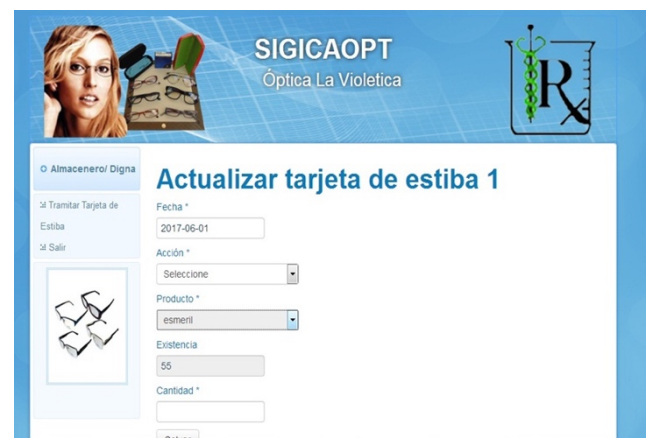 SIGICAOPT
Óptica La Violetica
Rx
Almacenero/ Digna
Tramitar Tarjeta de
Estiba
Salir
Actualizar tarjeta de estiba 1
Fecha *
2017-06-01
Acción *
Seleccione
Producto *
esmeril
Existencia
55
Cantidad *